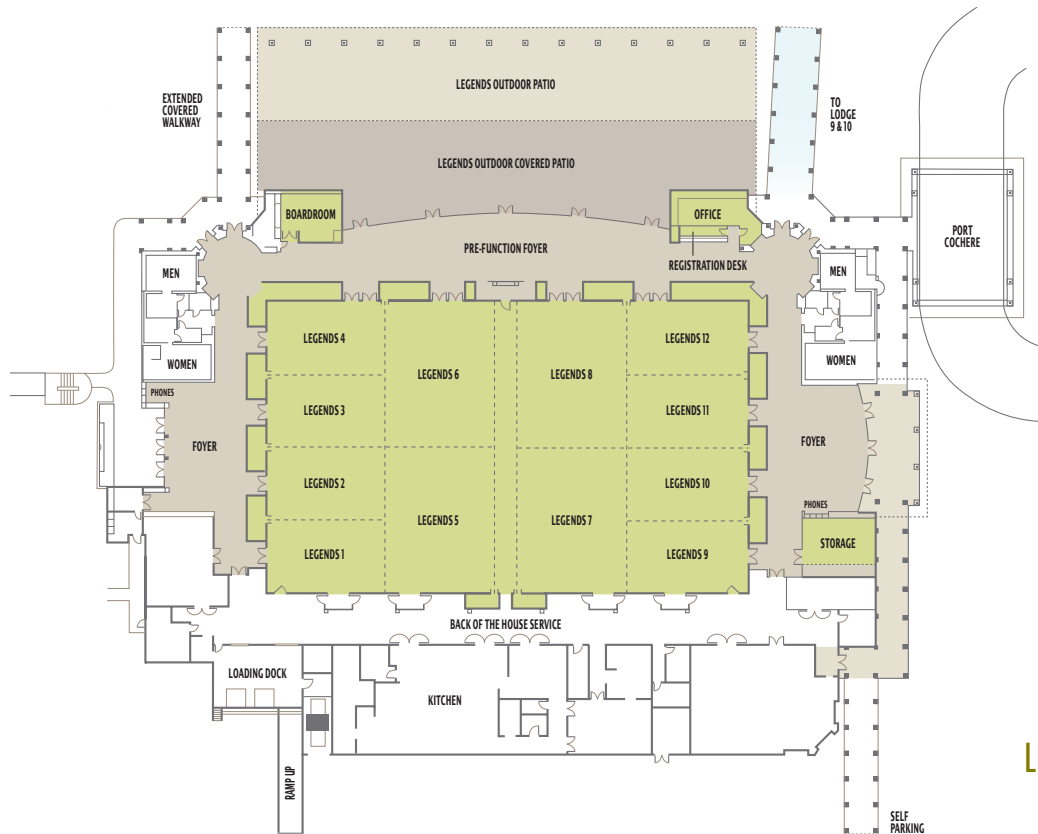 EXTENDED
COVERED
WALKWAY
LEGENDS OUTDOOR PATIO
TO
LODGE
9 & 10
LEGENDS OUTDOOR COVERED PATIO
BOARDROOM
OFFICE
PORT
COCHERE
PRE-FUNCTION FOYER
REGISTRATION DESK
MEN
MEN
LEGENDS 4
LEGENDS 12
WOMEN
LEGENDS 6
LEGENDS 8
WOMEN
PHONES
LEGENDS 3
LEGENDS 11
FOYER
FOYER
LEGENDS 2
LEGENDS 10
PHONES
LEGENDS 5
LEGENDS 7
STORAGE
LEGENDS 1
LEGENDS 9
BACK OF THE HOUSE SERVICE
LOADING DOCK
KITCHEN
RAMP UP
L
SELF
PARKING